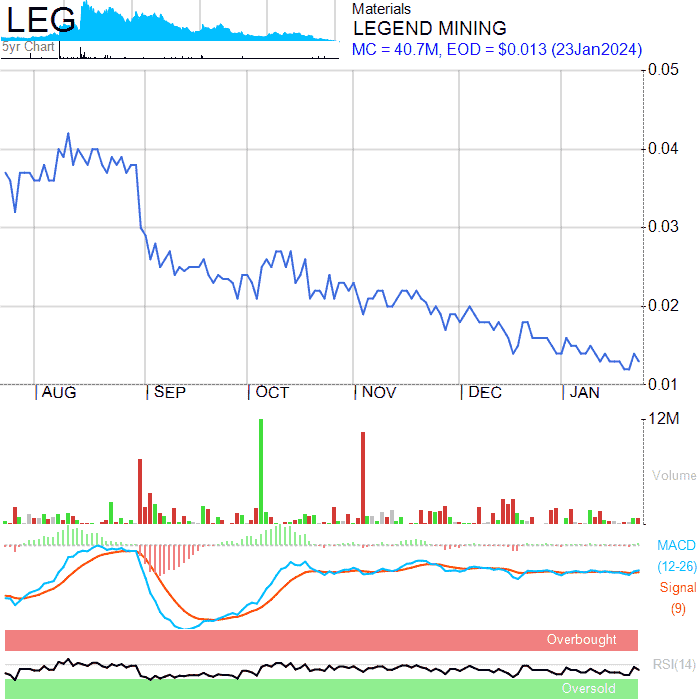 LEG
5yr Chart
Materials
LEGEND MINING
MC = 40.7M, EOD = $0.013 (23Jan2024)
0.05
0.04
0.03
0.02
0.01
AUG SEP OCT NOV DEC JAN
12M
Volume
MACD
(12-26)
Signal
(9)
Overbought
RSI(14)
Oversold